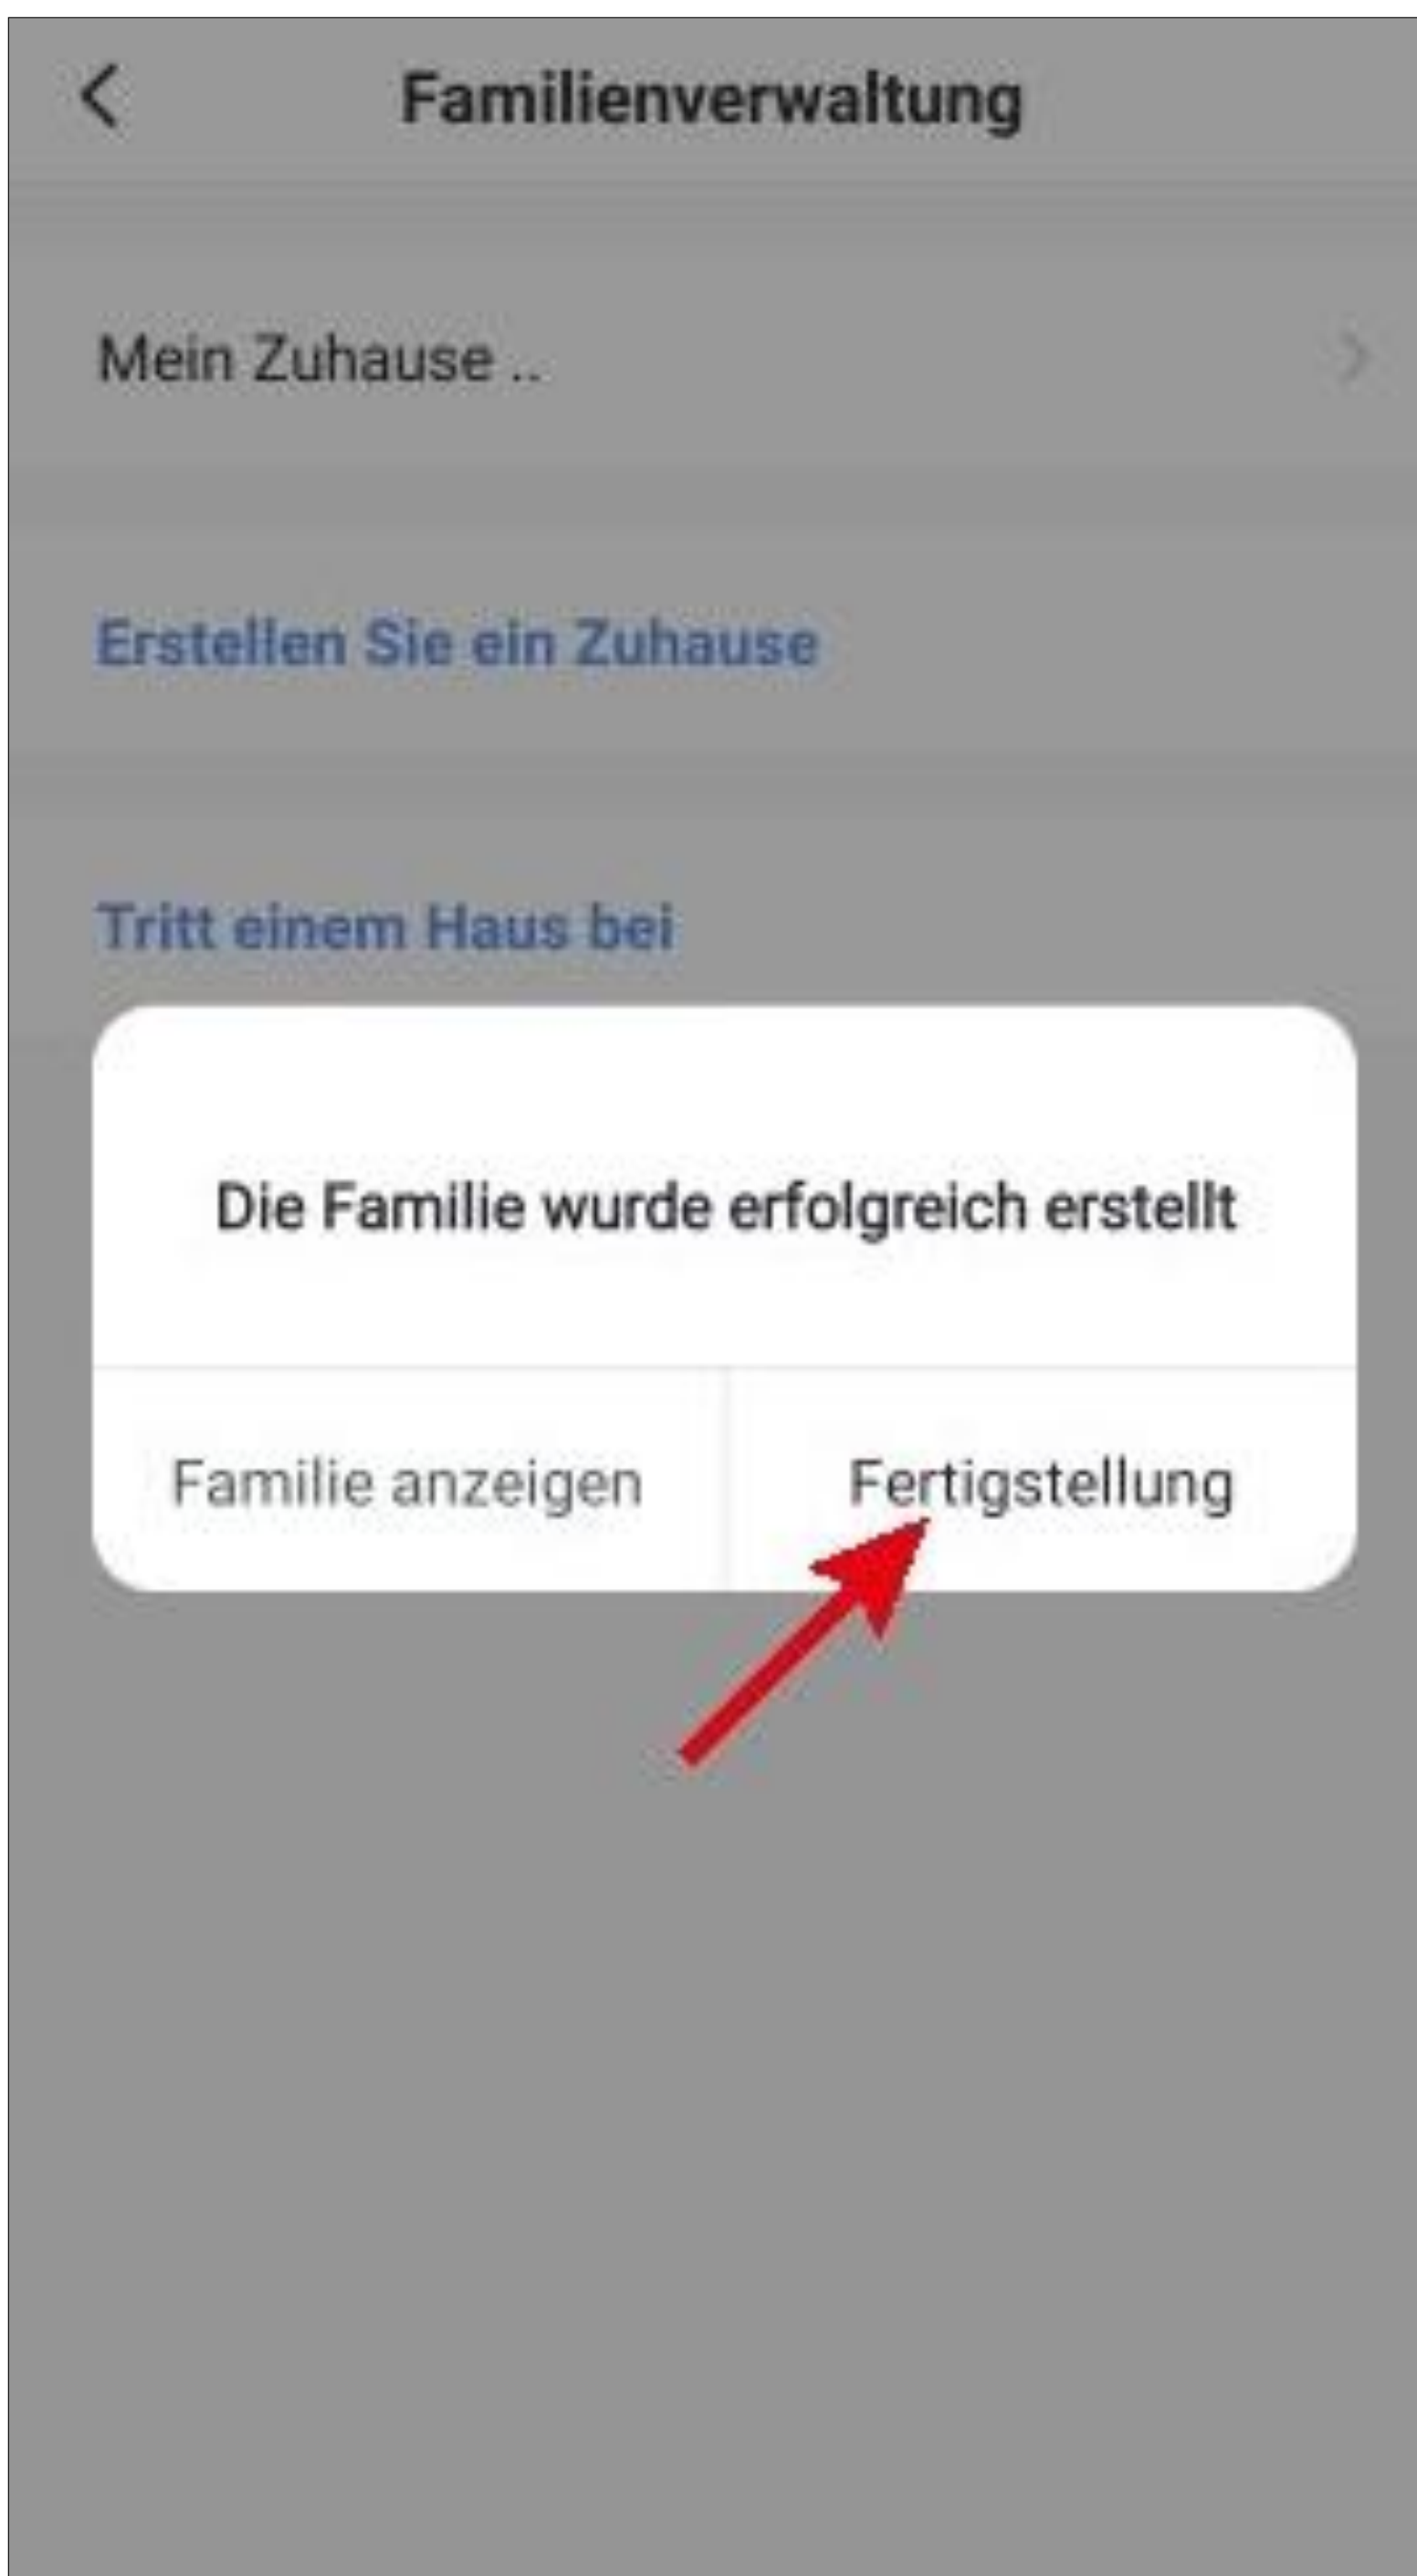 Familienverwaltung
Mein Zuhause ..
Erstellen Sie ein Zuhause
Tritt einem Haus bei
Die Familie wurde erfolgreich erstellt
Familie anzeigen
Fertigstellung